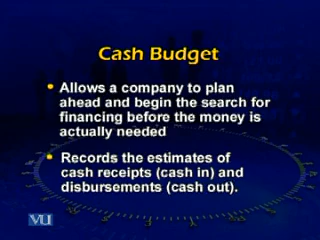 Cash Budget
• Allows a company to plan
ahead and begin the search for
financing before the money is
actually needed
• Records the estimates of
cash receipts (cash in) and
disbursements (cash out).
VU